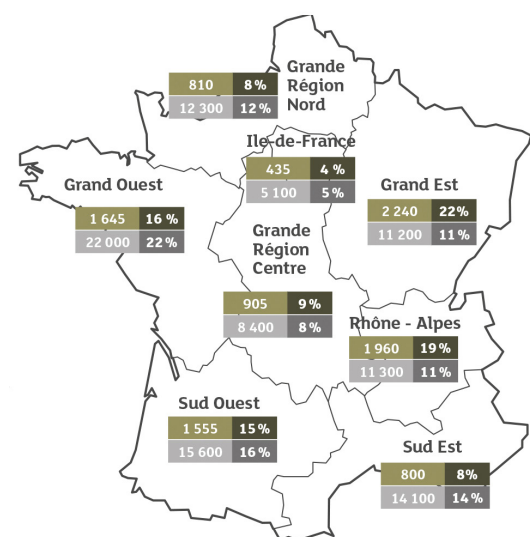 Grande
Région
Nord
810 8 %
12 300 12 %
Ile-de-France
435 4 %
5 100 5 %
Grand Ouest
1 645 16 %
22 000 22 %
Grand Est
2 240 22%
11 200 11 %
Grande
Région
Centre
905 9 %
8 400 8 %
Rhône - Alpes
1 960 19 %
11 300 11 %
Sud Ouest
1 555 15 %
15 600 16 %
Sud Est
800 8%
14 100 14 %